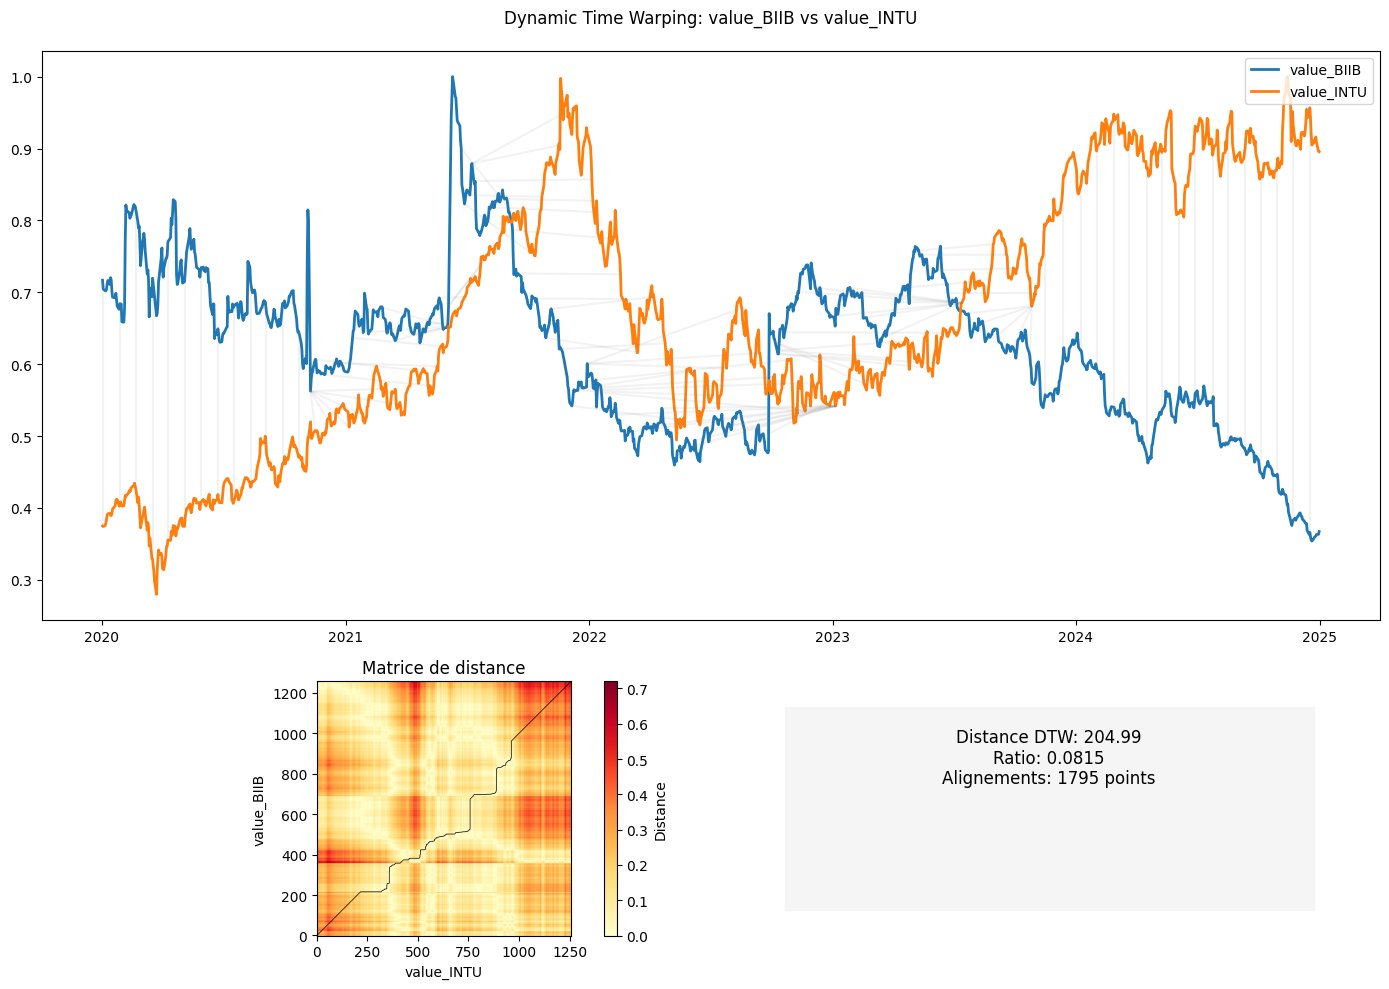 Dynamic Time Warping: value_BIIB vs value_INTU
value_BIIB
value_INTU
1.0
0.9
0.8
0.7
0.6
0.5
0.4
0.3
2020 2021 2022 2023 2024 2025
Matrice de distance
1200
1000
800
600
400
200
0
value_BIIB
0 250 500 750 1000 1250
value_INTU
0.7
0.6
0.5
0.4
0.3
0.2
0.1
0.0
Distance
Distance DTW: 204.99
Ratio: 0.0815
Alignements: 1795 points